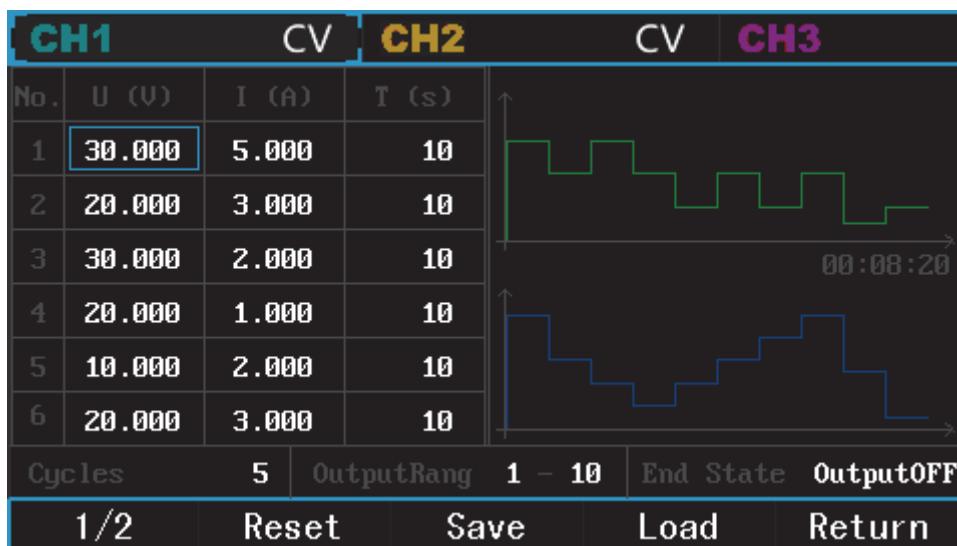 CH1 CV CH2 CV CH3
No. U (V) I (A) T (s)
1 30.000 5.000 10
2 20.000 3.000 10
3 30.000 2.000 10
00:08:20
4 20.000 1.000 10
5 10.000 2.000 10
6 20.000 3.000 10
Cycles 5 OutputRang 1 - 10 End State OutputOFF
1/2 Reset Save Load Return